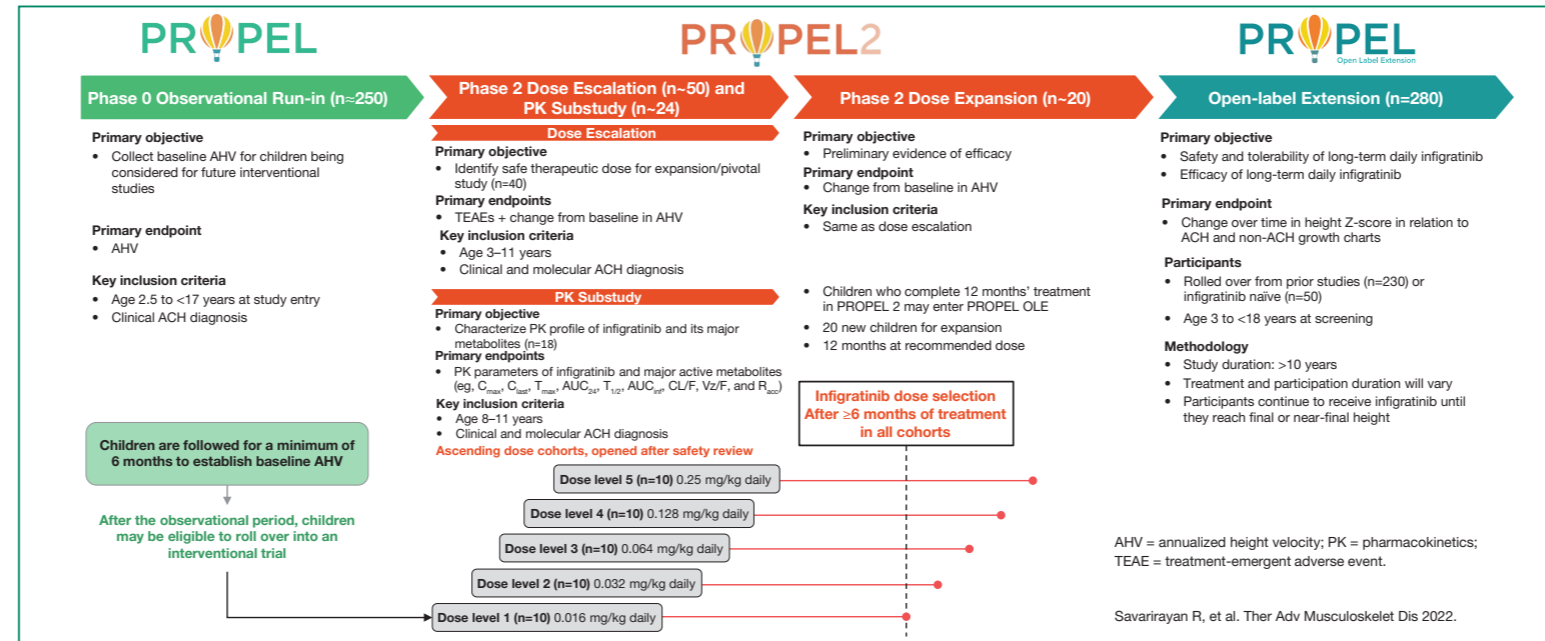 PROPEL
PROPEL2
PROPEL
Open Label Extension
Phase 0 Observational Run-in (n≈250)
Primary objective
• Collect baseline AHV for children being
considered for future interventional
studies
Primary endpoint
• AHV
Key inclusion criteria
• Age 2.5 to <17 years at study entry
• Clinical ACH diagnosis
Children are followed for a minimum of
6 months to establish baseline AHV
After the observational period, children
may be eligible to roll over into an
interventional trial
Phase 2 Dose Escalation (n~50) and
PK Substudy (n~24)
Dose Escalation
Primary objective
• Identify safe therapeutic dose for expansion/pivotal
study (n=40)
Primary endpoints
• TEAEs + change from baseline in AHV
Key inclusion criteria
• Age 3–11 years
• Clinical and molecular ACH diagnosis
PK Substudy
Primary objective
• Characterize PK profile of infigratinib and its major
metabolites (n=18)
Primary endpoints
• PK parameters of infigratinib and major active metabolites
(eg, Cmax, Clast, Tmax, AUC24, T1/2, AUCinf, CL/F, Vz/F, and Racc)
Key inclusion criteria
• Age 8–11 years
• Clinical and molecular ACH diagnosis
Ascending dose cohorts, opened after safety review
Dose level 5 (n=10) 0.25 mg/kg daily
Dose level 4 (n=10) 0.128 mg/kg daily
Dose level 3 (n=10) 0.064 mg/kg daily
Dose level 2 (n=10) 0.032 mg/kg daily
Dose level 1 (n=10) 0.016 mg/kg daily
Phase 2 Dose Expansion (n~20)
Primary objective
• Preliminary evidence of efficacy
Primary endpoint
• Change from baseline in AHV
Key inclusion criteria
• Same as dose escalation
• Children who complete 12 months' treatment
in PROPEL 2 may enter PROPEL OLE
• 20 new children for expansion
• 12 months at recommended dose
Infigratinib dose selection
After ≥6 months of treatment
in all cohorts
Open-label Extension (n=280)
Primary objective
• Safety and tolerability of long-term daily infigratinib
• Efficacy of long-term daily infigratinib
Primary endpoint
• Change over time in height Z-score in relation to
ACH and non-ACH growth charts
Participants
• Rolled over from prior studies (n=230) or
infigratinib naïve (n=50)
• Age 3 to <18 years at screening
Methodology
• Study duration: >10 years
• Treatment and participation duration will vary
• Participants continue to receive infigratinib until
they reach final or near-final height
AHV = annualized height velocity; PK = pharmacokinetics;
TEAE = treatment-emergent adverse event.
Savarirayan R, et al. Ther Adv Musculoskelet Dis 2022.